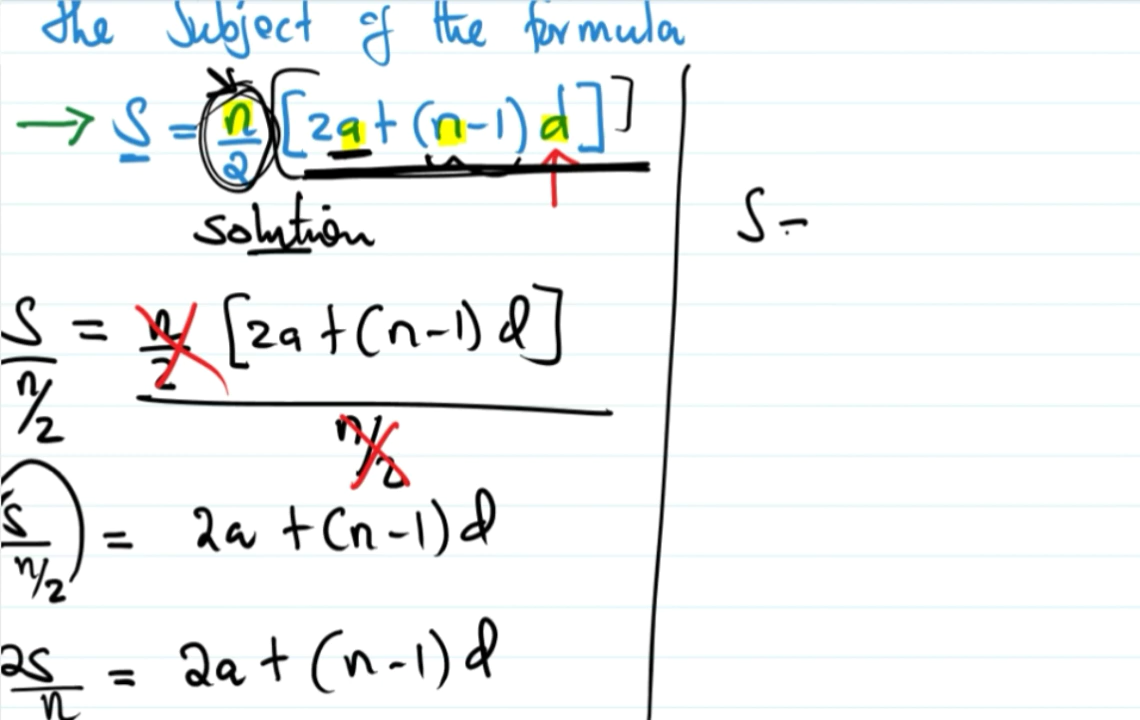 the Subject of the formula
→ S = n/2 [[2a + (n-1) d]]
solution
S/(n/2) = n/2 [2a + (n-1) d] / (n/2)
S/(n/2) = 2a + (n-1) d
2S/n = 2a + (n-1) d
S =